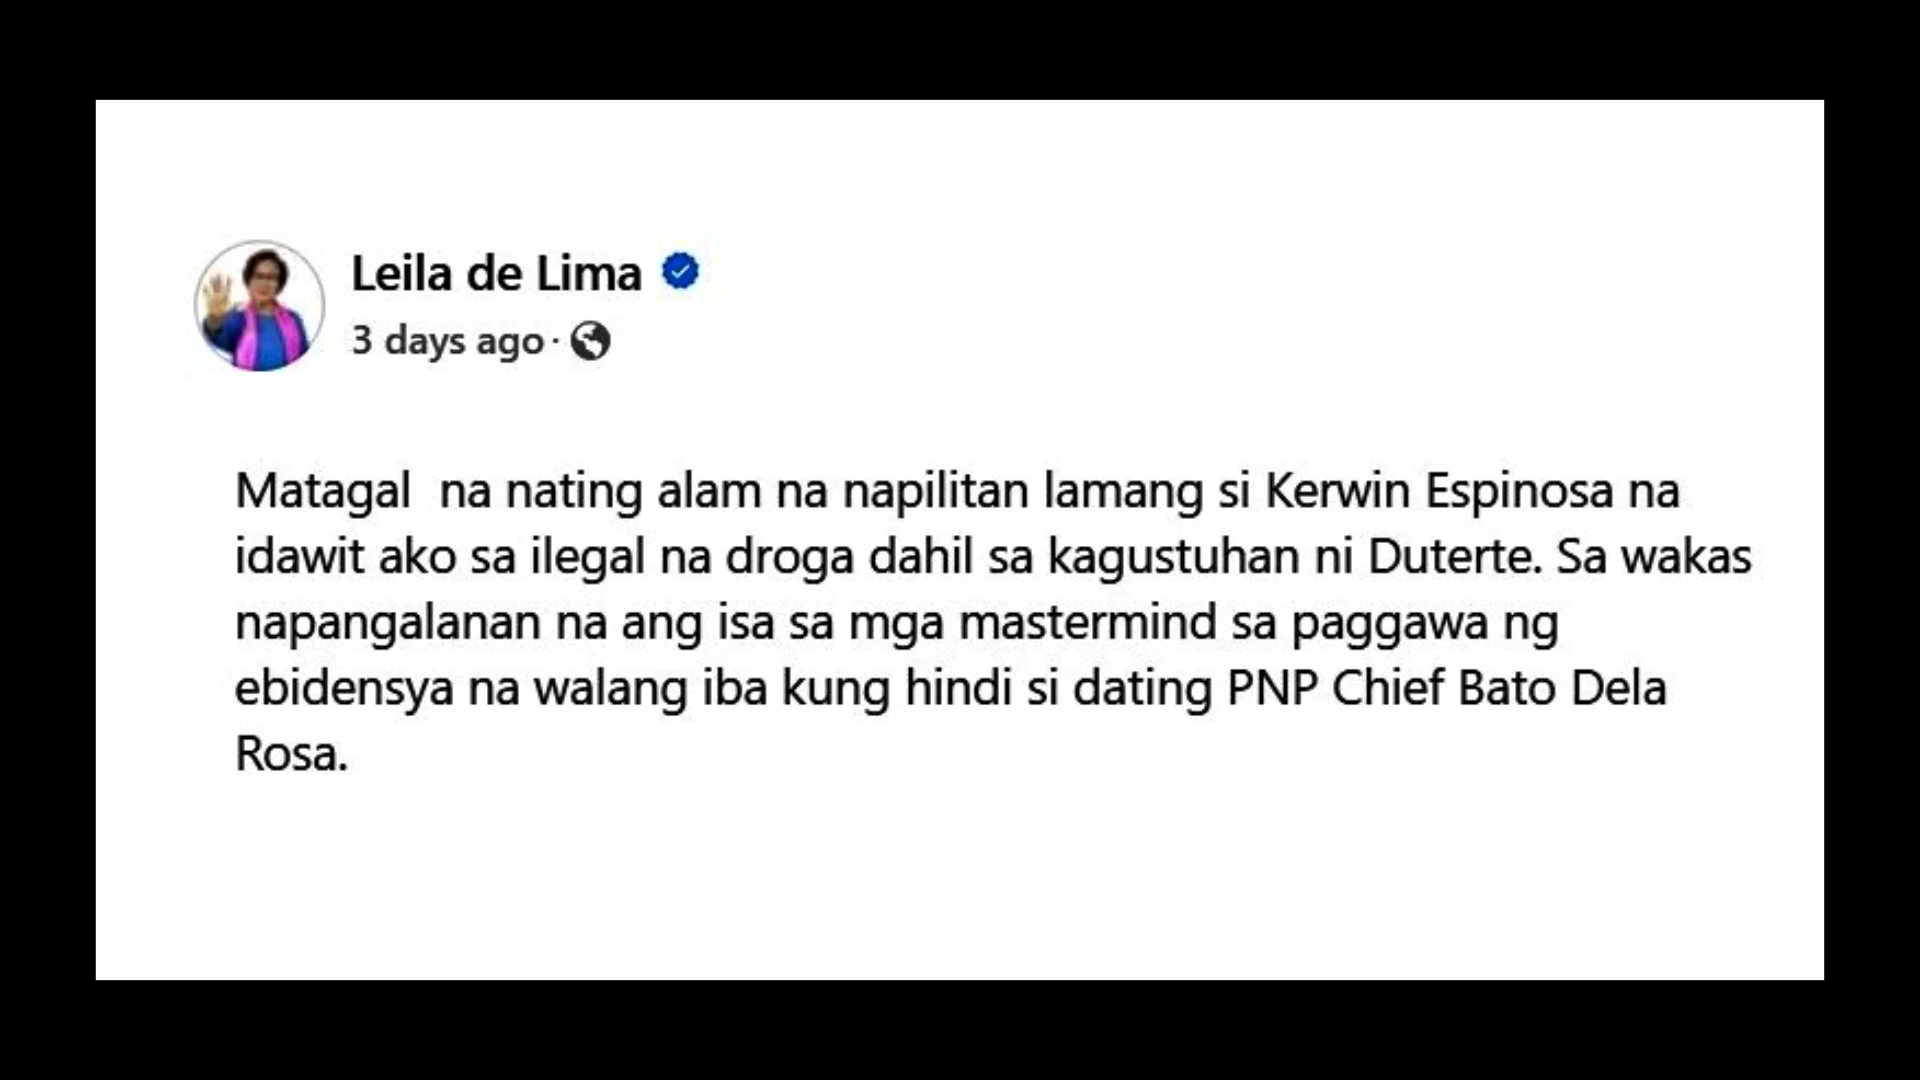 Leila de Lima
3 days ago ·
Matagal na nating alam na napilitan lamang si Kerwin Espinosa na
idawit ako sa ilegal na droga dahil sa kagustuhan ni Duterte. Sa wakas
napangalanan na ang isa sa mga mastermind sa paggawa ng
ebidensya na walang iba kung hindi si dating PNP Chief Bato Dela
Rosa.